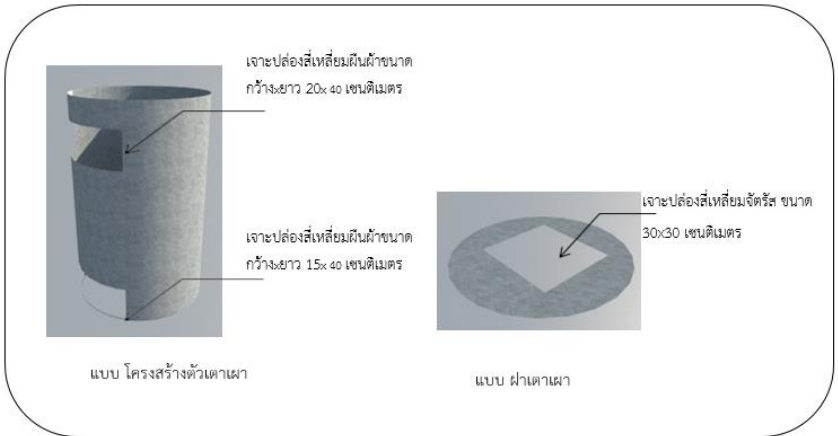 เจาะปล่องสี่เหลี่ยมผืนผ้าขนาด
กว้างxยาว 20x 40 เซนติเมตร
เจาะปล่องสี่เหลี่ยมผืนผ้าขนาด
กว้างxยาว 15x 40 เซนติเมตร
แบบ โครงสร้างตัวเตาเผา
เจาะปล่องสี่เหลี่ยมจัตรัส ขนาด
30x30 เซนติเมตร
แบบ ฝาเตาเผา